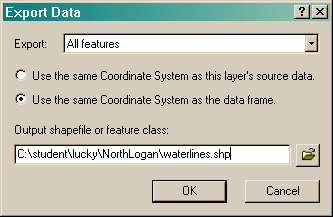 Export Data
Export: All features
Use the same Coordinate System as this layer's source data.
Use the same Coordinate System as the data frame.
Output shapefile or feature class:
C:\student\lucky\NorthLogan\waterlines.shp
OK Cancel